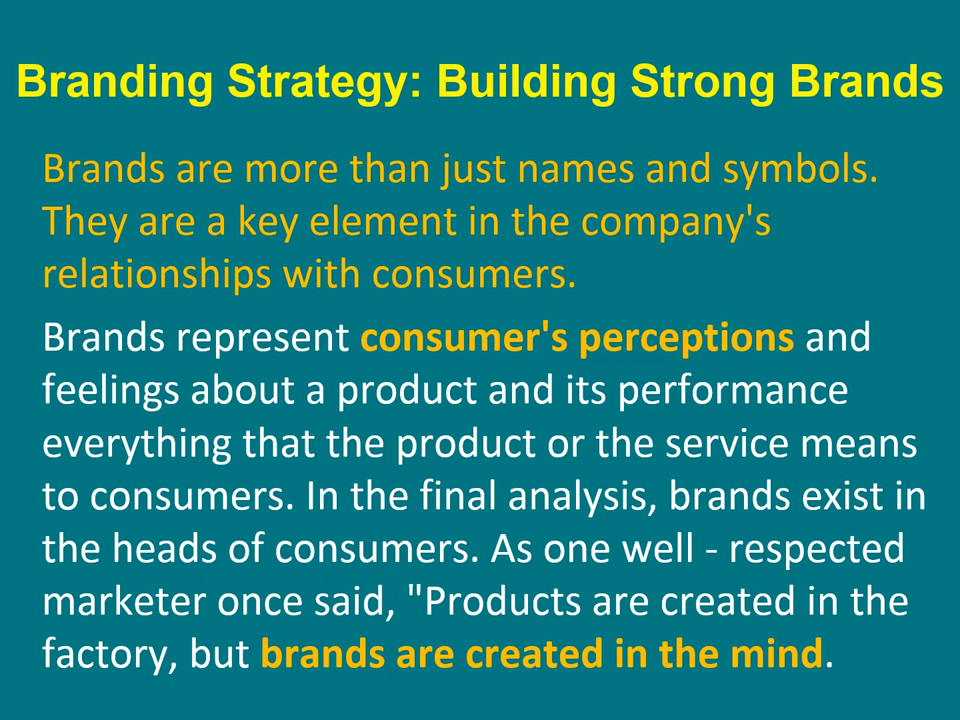 Branding Strategy: Building Strong Brands
Brands are more than just names and symbols.
They are a key element in the company's
relationships with consumers.
Brands represent consumer's perceptions and
feelings about a product and its performance
everything that the product or the service means
to consumers. In the final analysis, brands exist in
the heads of consumers. As one well - respected
marketer once said, "Products are created in the
factory, but brands are created in the mind.